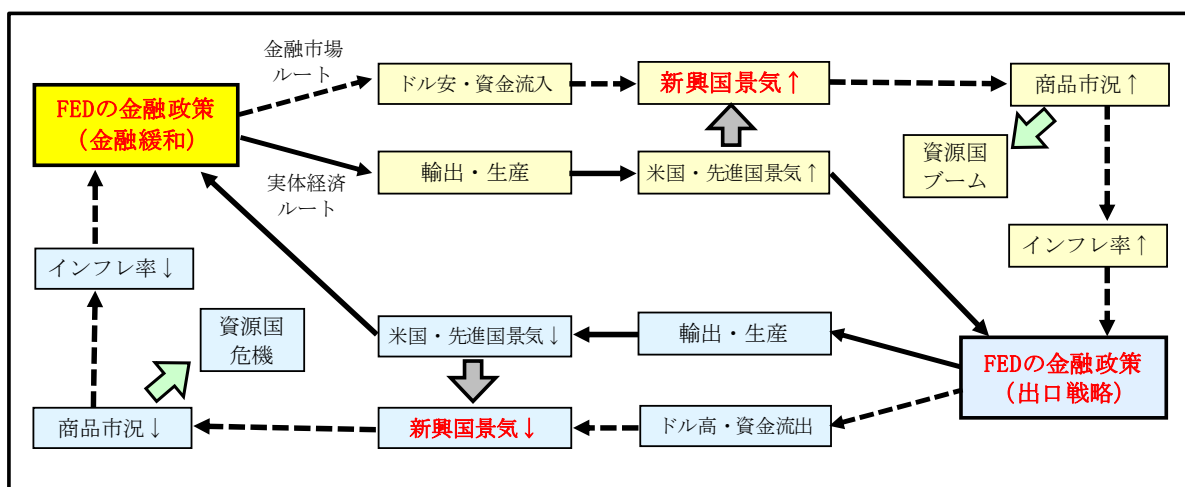 金融市場
ルート
ドル安・資金流入
新興国景気↑
商品市況↑
FEDの金融政策
(金融緩和)
資源国
ブーム
輸出・生産
米国・先進国景気↑
実体経済
ルート
インフレ率↓
インフレ率↑
資源国
危機
米国・先進国景気↓
輸出・生産
FEDの金融政策
(出口戦略)
商品市況↓
新興国景気↓
ドル高・資金流出